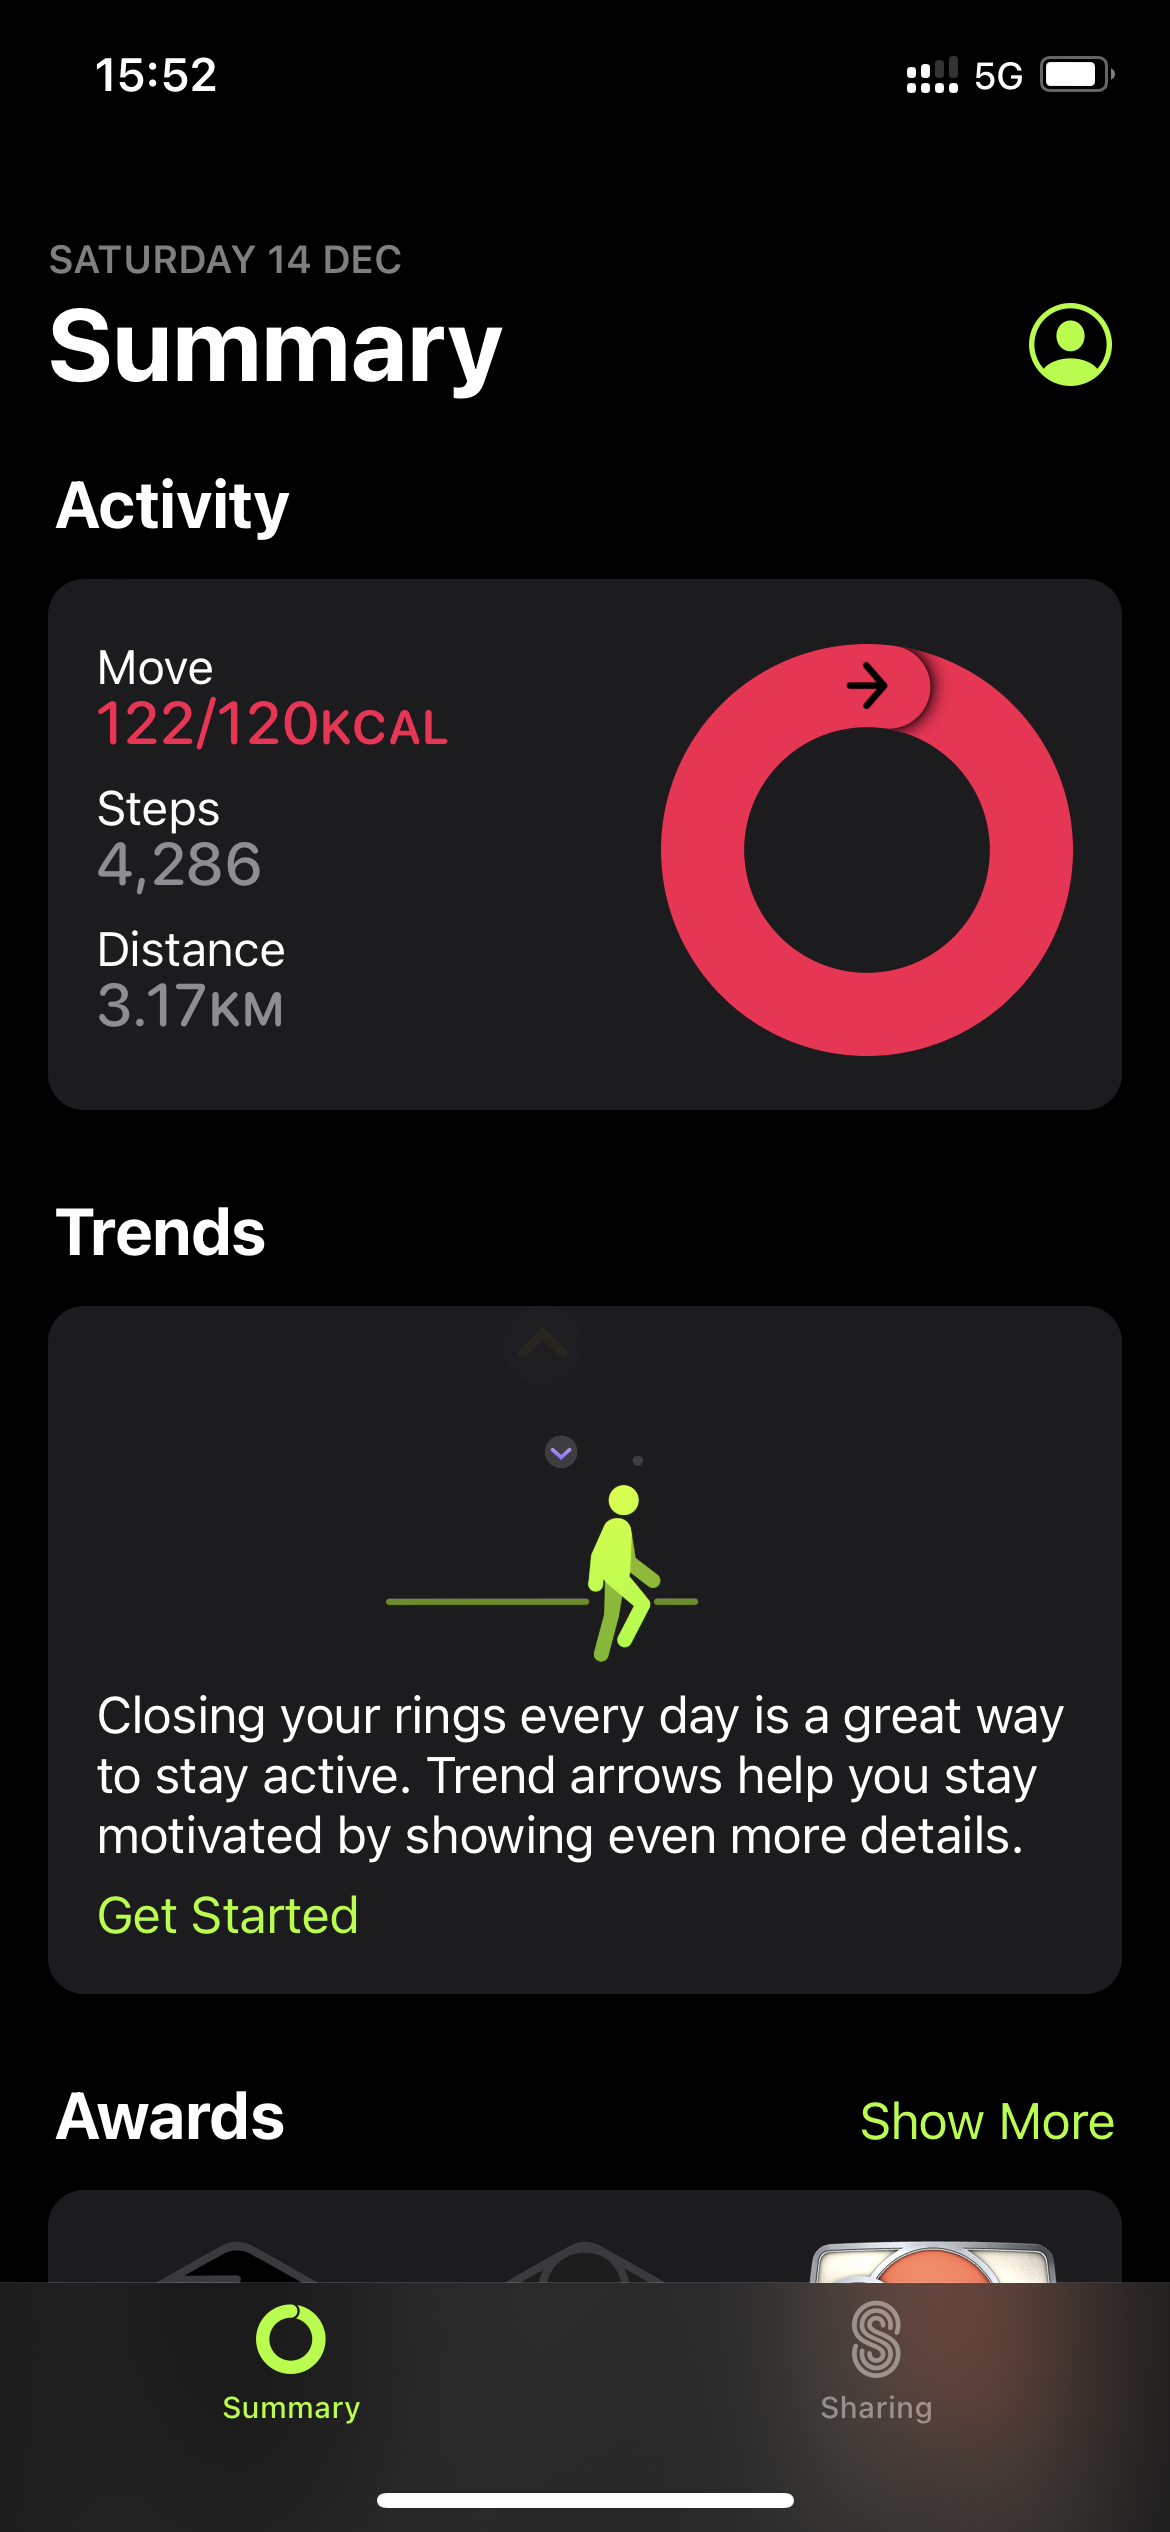 15:52
5G
SATURDAY 14 DEC
Summary
Activity
Move
122/120KCAL
Steps
4,286
Distance
3.17KM
Trends
Closing your rings every day is a great way
to stay active. Trend arrows help you stay
motivated by showing even more details.
Get Started
Awards
Show More
Summary
Sharing